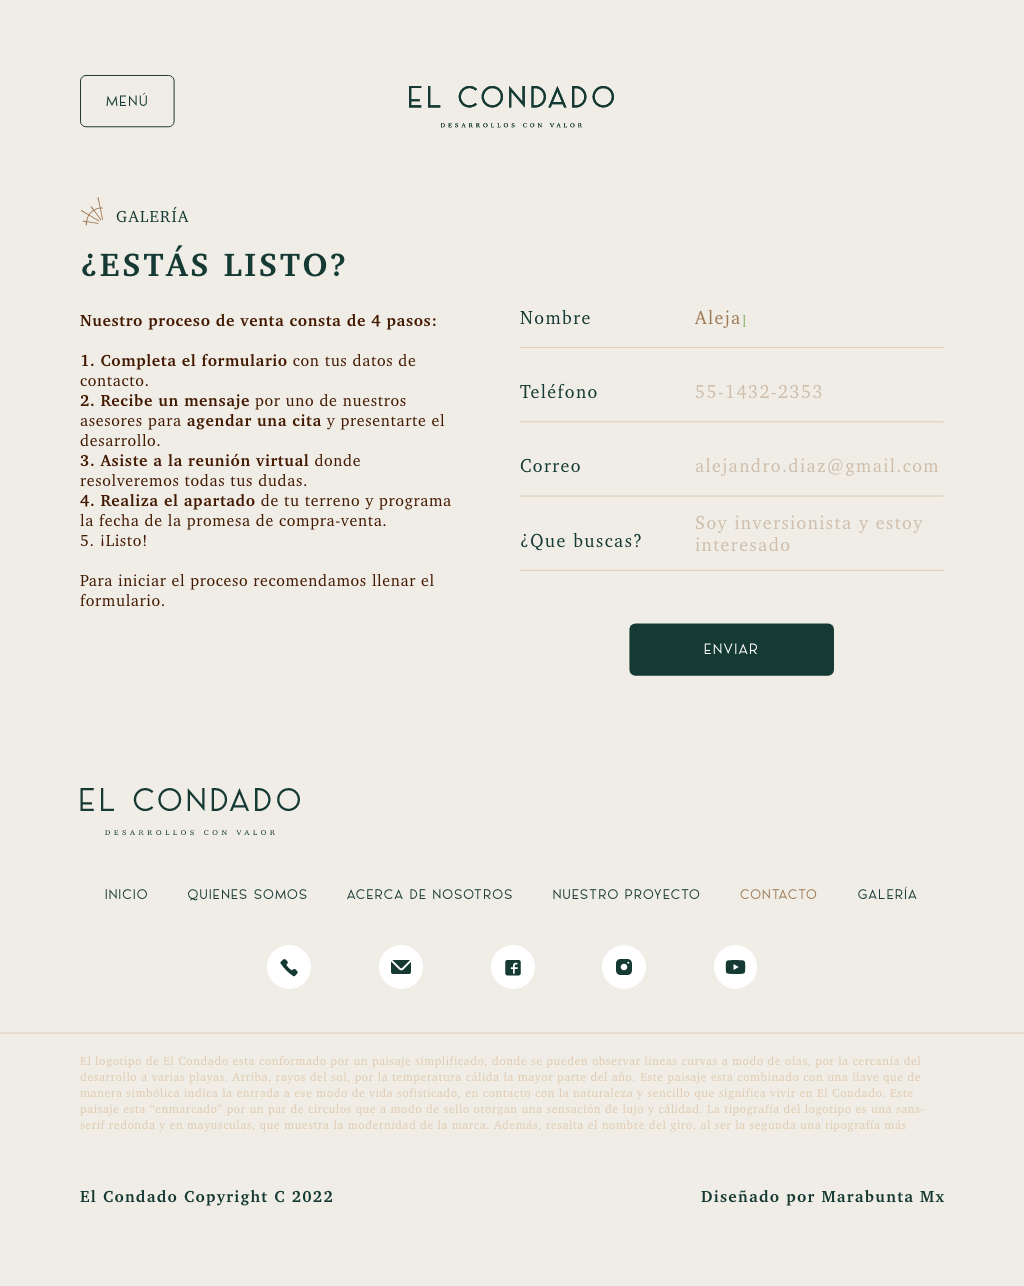 MENÚ
EL CONDADO
DESARROLLOS CON VALOR
GALERÍA
¿ESTÁS LISTO?
Nuestro proceso de venta consta de 4 pasos:
1. Completa el formulario con tus datos de
contacto.
2. Recibe un mensaje por uno de nuestros
asesores para agendar una cita y presentarte el
desarrollo.
3. Asiste a la reunión virtual donde
resolveremos todas tus dudas.
4. Realiza el apartado de tu terreno y programa
la fecha de la promesa de compra-venta.
5. ¡Listo!
Para iniciar el proceso recomendamos llenar el
formulario.
Nombre Aleja
Teléfono 55-1432-2353
Correo alejandro.diaz@gmail.com
¿Que buscas? Soy inversionista y estoy
interesado
ENVIAR
EL CONDADO
DESARROLLOS CON VALOR
INICIO QUIENES SOMOS ACERCA DE NOSOTROS NUESTRO PROYECTO CONTACTO GALERÍA
El logotipo de El Condado esta conformado por un paisaje simplificado, donde se pueden observar líneas curvas a modo de olas, por la cercanía del
desarrollo a varias playas. Arriba, rayos del sol, por la temperatura cálida la mayor parte del año. Este paisaje esta combinado con una llave que de
manera simbólica indica la entrada a ese modo de vida sofisticado, en contacto con la naturaleza y sencillo que significa vivir en El Condado. Este
paisaje esta “enmarcado” por un par de círculos que a modo de sello otorgan una sensación de lujo y cálidad. La tipografía del logotipo es una sans-
serif redonda y en mayusculas, que muestra la modernidad de la marca. Además, resalta el nombre del giro, al ser la segunda una tipografía más
El Condado Copyright C 2022
Diseñado por Marabunta Mx